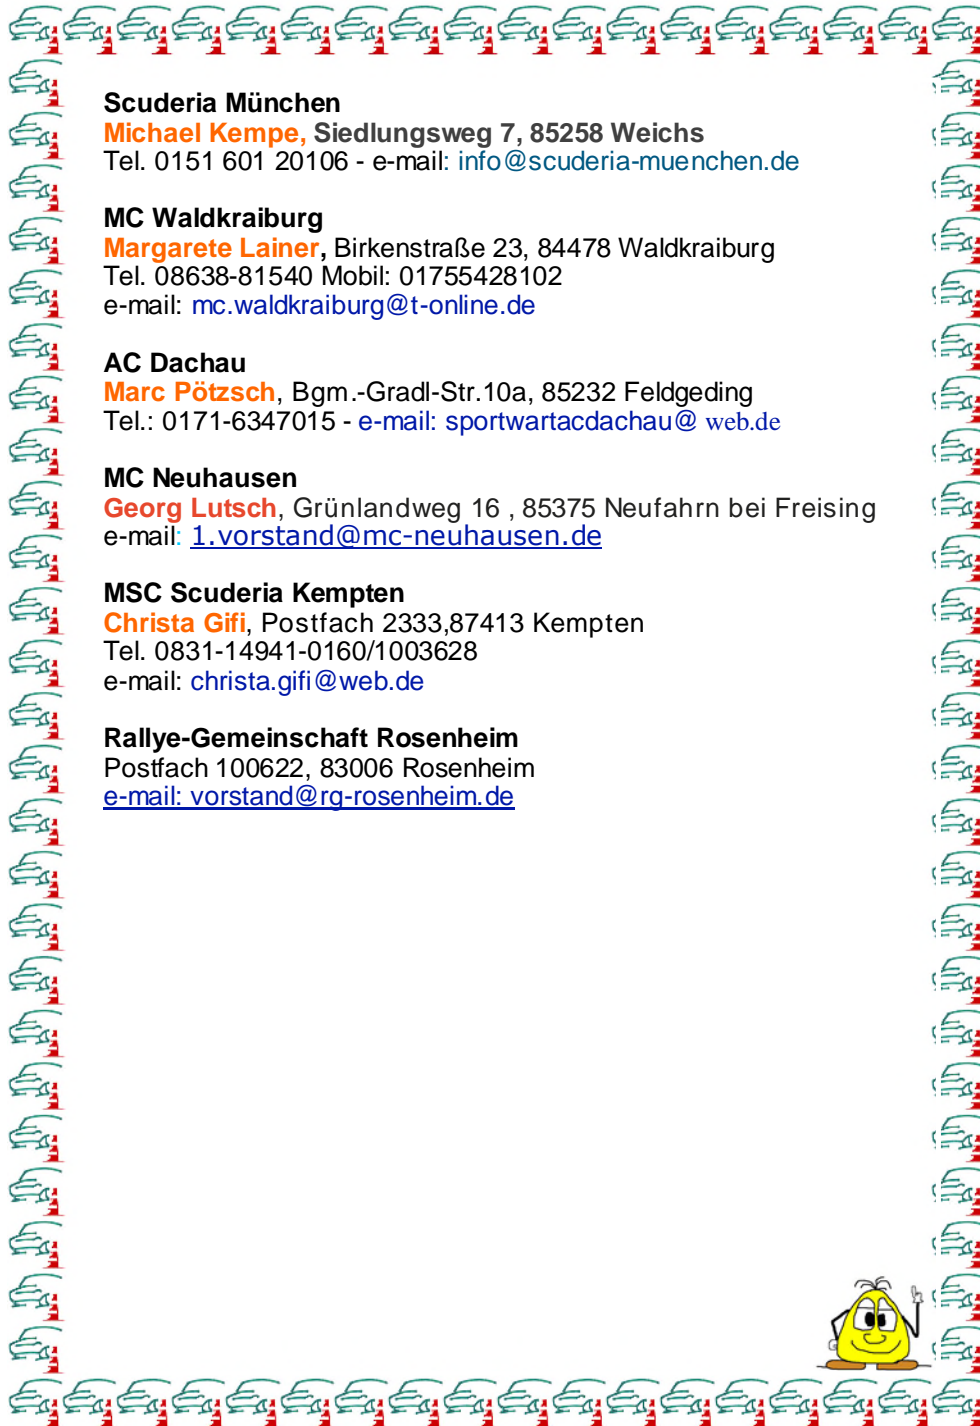 Scuderia München
Michael Kempe, Siedlungsweg 7, 85258 Weichs
Tel. 0151 601 20106 - e-mail: info@scuderia-muenchen.de
MC Waldkraiburg
Margarete Lainer, Birkenstraße 23, 84478 Waldkraiburg
Tel. 08638-81540 Mobil: 01755428102
e-mail: mc.waldkraiburg@t-online.de
AC Dachau
Marc Pötzsch, Bgm.-Gradl-Str.10a, 85232 Feldgeding
Tel.: 0171-6347015 - e-mail: sportwartacdachau@ web.de
MC Neuhausen
Georg Lutsch, Grünlandweg 16 , 85375 Neufahrn bei Freising
e-mail: 1.vorstand@mc-neuhausen.de
MSC Scuderia Kempten
Christa Gifi, Postfach 2333,87413 Kempten
Tel. 0831-14941-0160/1003628
e-mail: christa.gifi@web.de
Rallye-Gemeinschaft Rosenheim
Postfach 100622, 83006 Rosenheim
e-mail: vorstand@rg-rosenheim.de